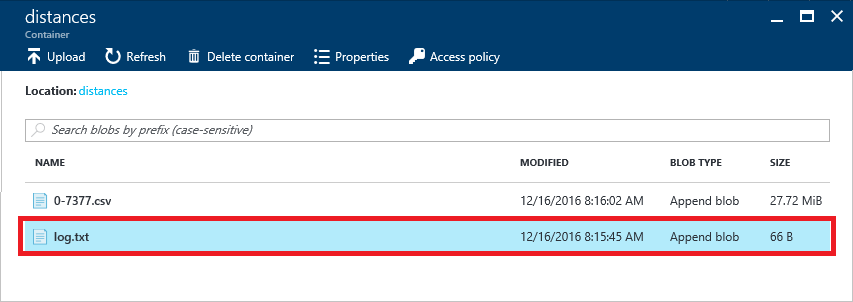 distances
Container
Upload Refresh Delete container Properties Access policy
Location: distances
Search blobs by prefix (case-sensitive)
NAME MODIFIED BLOB TYPE SIZE
0-7377.csv 12/16/2016 8:16:02 AM Append blob 27.72 MiB
log.txt 12/16/2016 8:15:45 AM Append blob 66 B